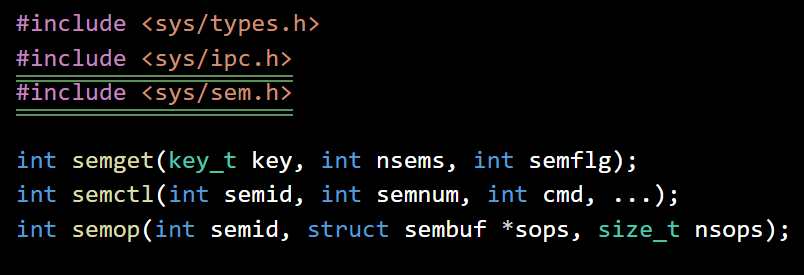 #include <sys/types.h>
#include <sys/ipc.h>
#include <sys/sem.h>
int semget(key_t key, int nsems, int semflg);
int semctl(int semid, int semnum, int cmd, ...);
int semop(int semid, struct sembuf *sops, size_t nsops);